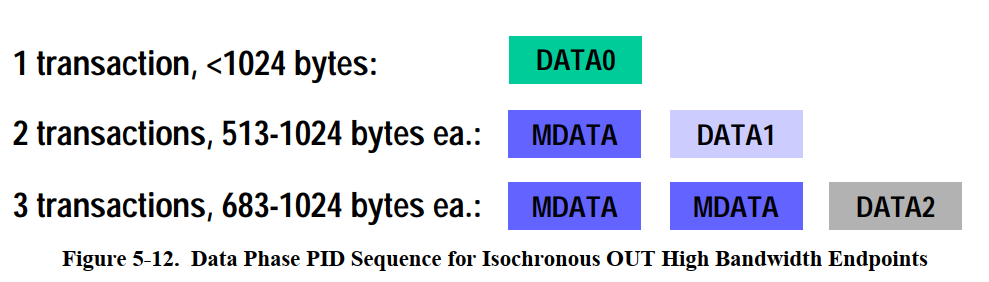 1 transaction, <1024 bytes: DATA0
2 transactions, 513-1024 bytes ea.: MDATA DATA1
3 transactions, 683-1024 bytes ea.: MDATA MDATA DATA2
Figure 5-12. Data Phase PID Sequence for Isochronous OUT High Bandwidth Endpoints